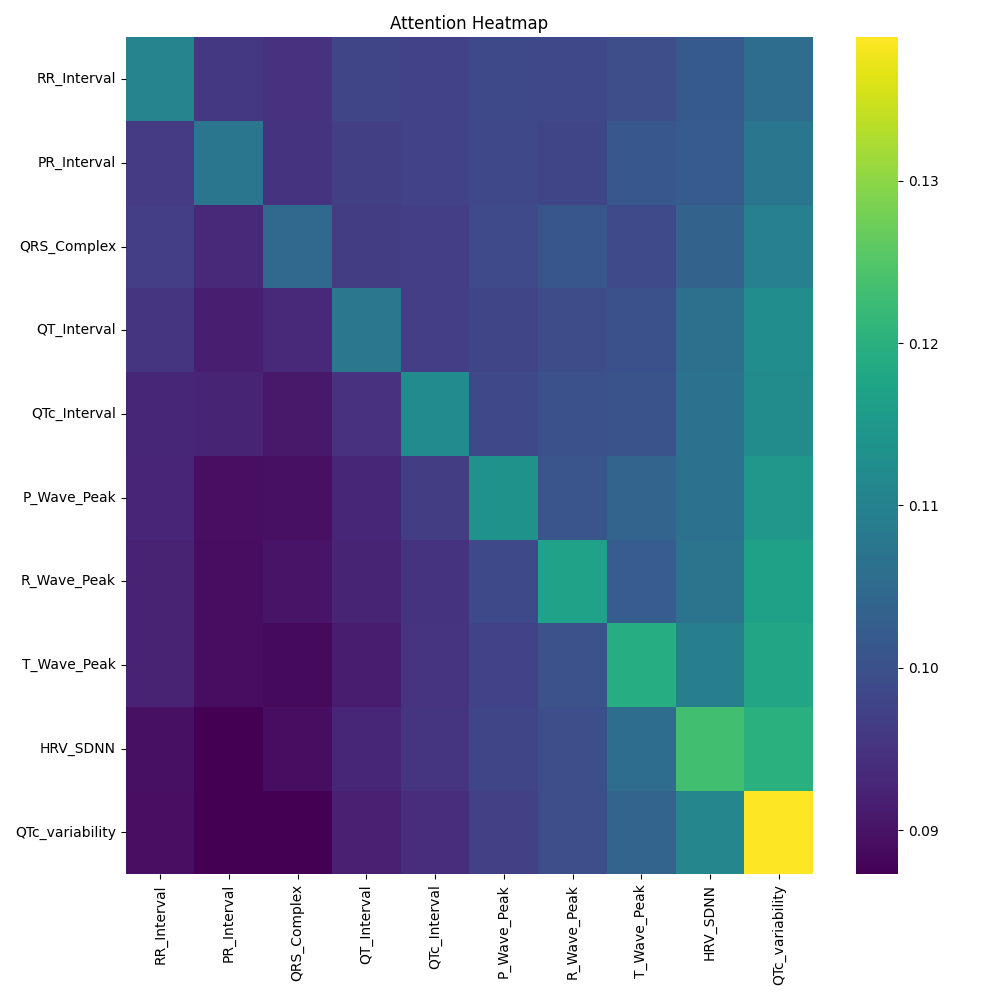 Attention Heatmap
RR_Interval
PR_Interval
QRS_Complex
QT_Interval
QTc_Interval
P_Wave_Peak
R_Wave_Peak
T_Wave_Peak
HRV_SDNN
QTc_variability
RR_Interval
PR_Interval
QRS_Complex
QT_Interval
QTc_Interval
P_Wave_Peak
R_Wave_Peak
T_Wave_Peak
HRV_SDNN
QTc_variability
0.13
0.12
0.11
0.10
0.09